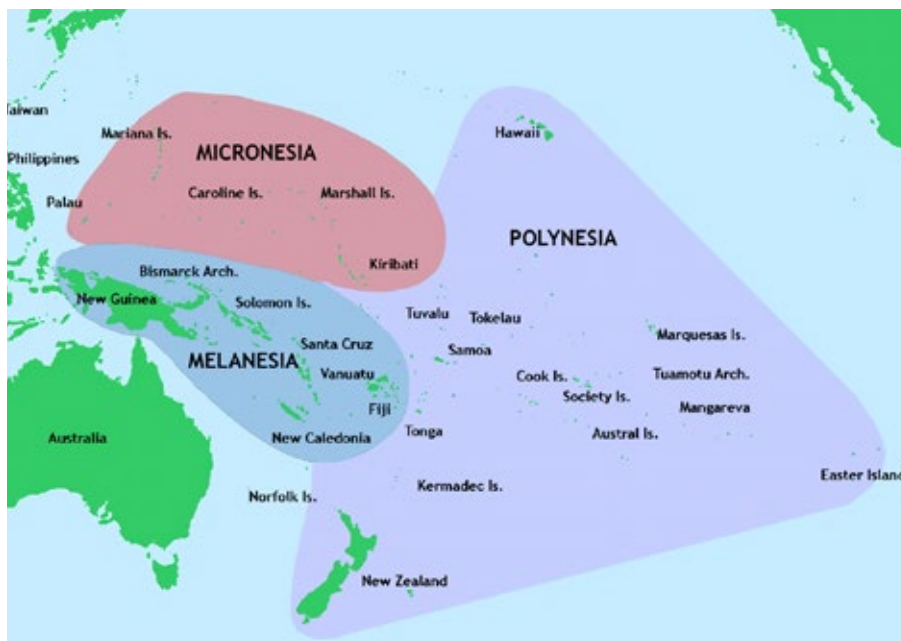 Taiwan
Mariana Is.
Hawaii
MICRONESIA
Philippines
Caroline Is.
Marshall Is.
Palau
POLYNESIA
Kiribati
Bismarck Arch.
New Guinea
Solomon Is.
Tuvalu
Tokelau
Marquesas Is.
Santa Cruz
Samoa
MELANESIA
Vanuatu
Cook Is.
Tuamotu Arch.
Society Is.
Fiji
Mangareva
Tonga
Austral Is.
Australia
New Caledonia
Easter Island
Kermadec Is.
Norfolk Is.
New Zealand